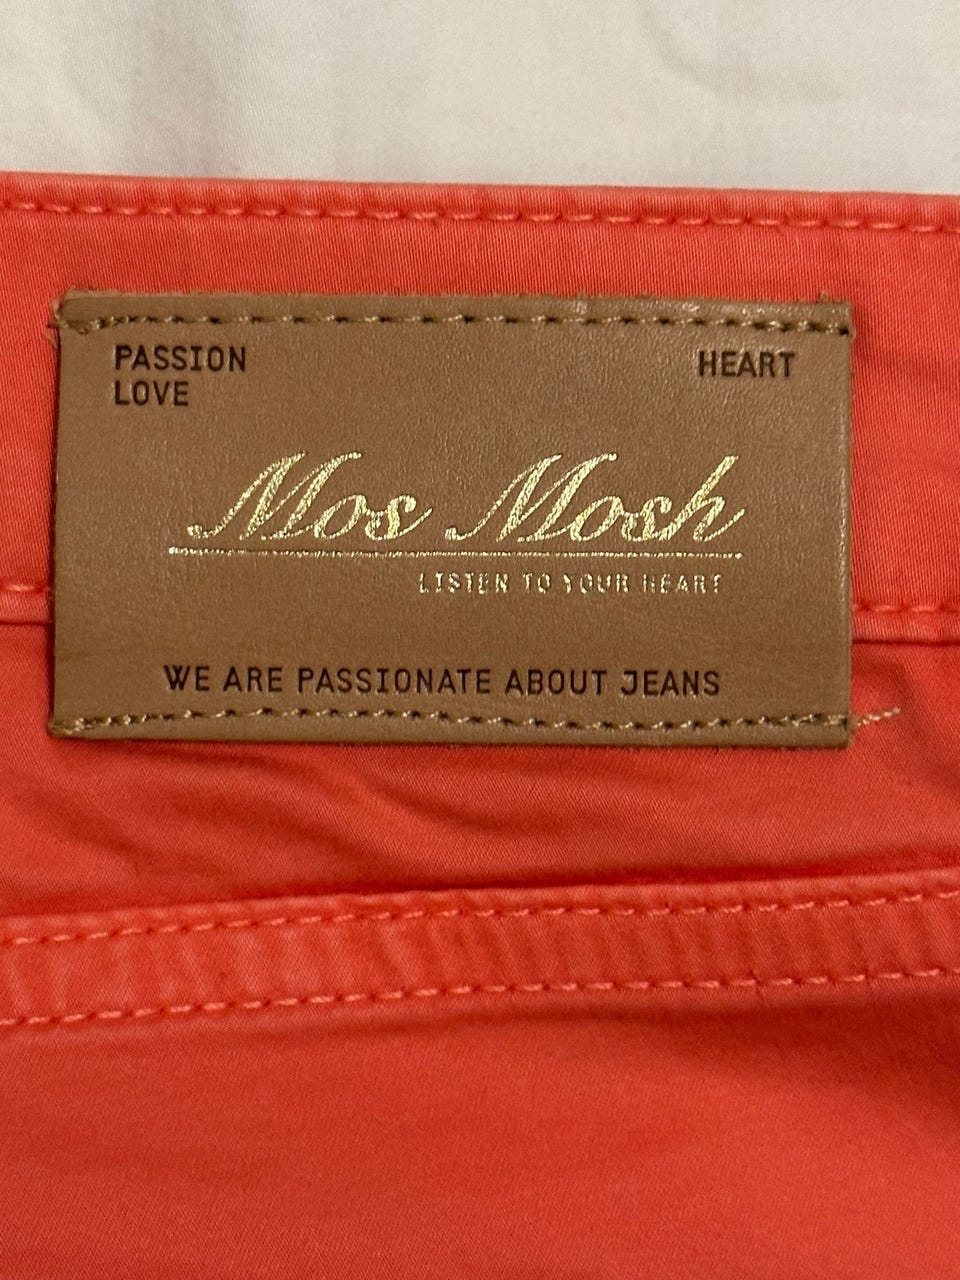 PASSION HEART
LOVE
Mos Mosh
LISTEN TO YOUR HEART
WE ARE PASSIONATE ABOUT JEANS